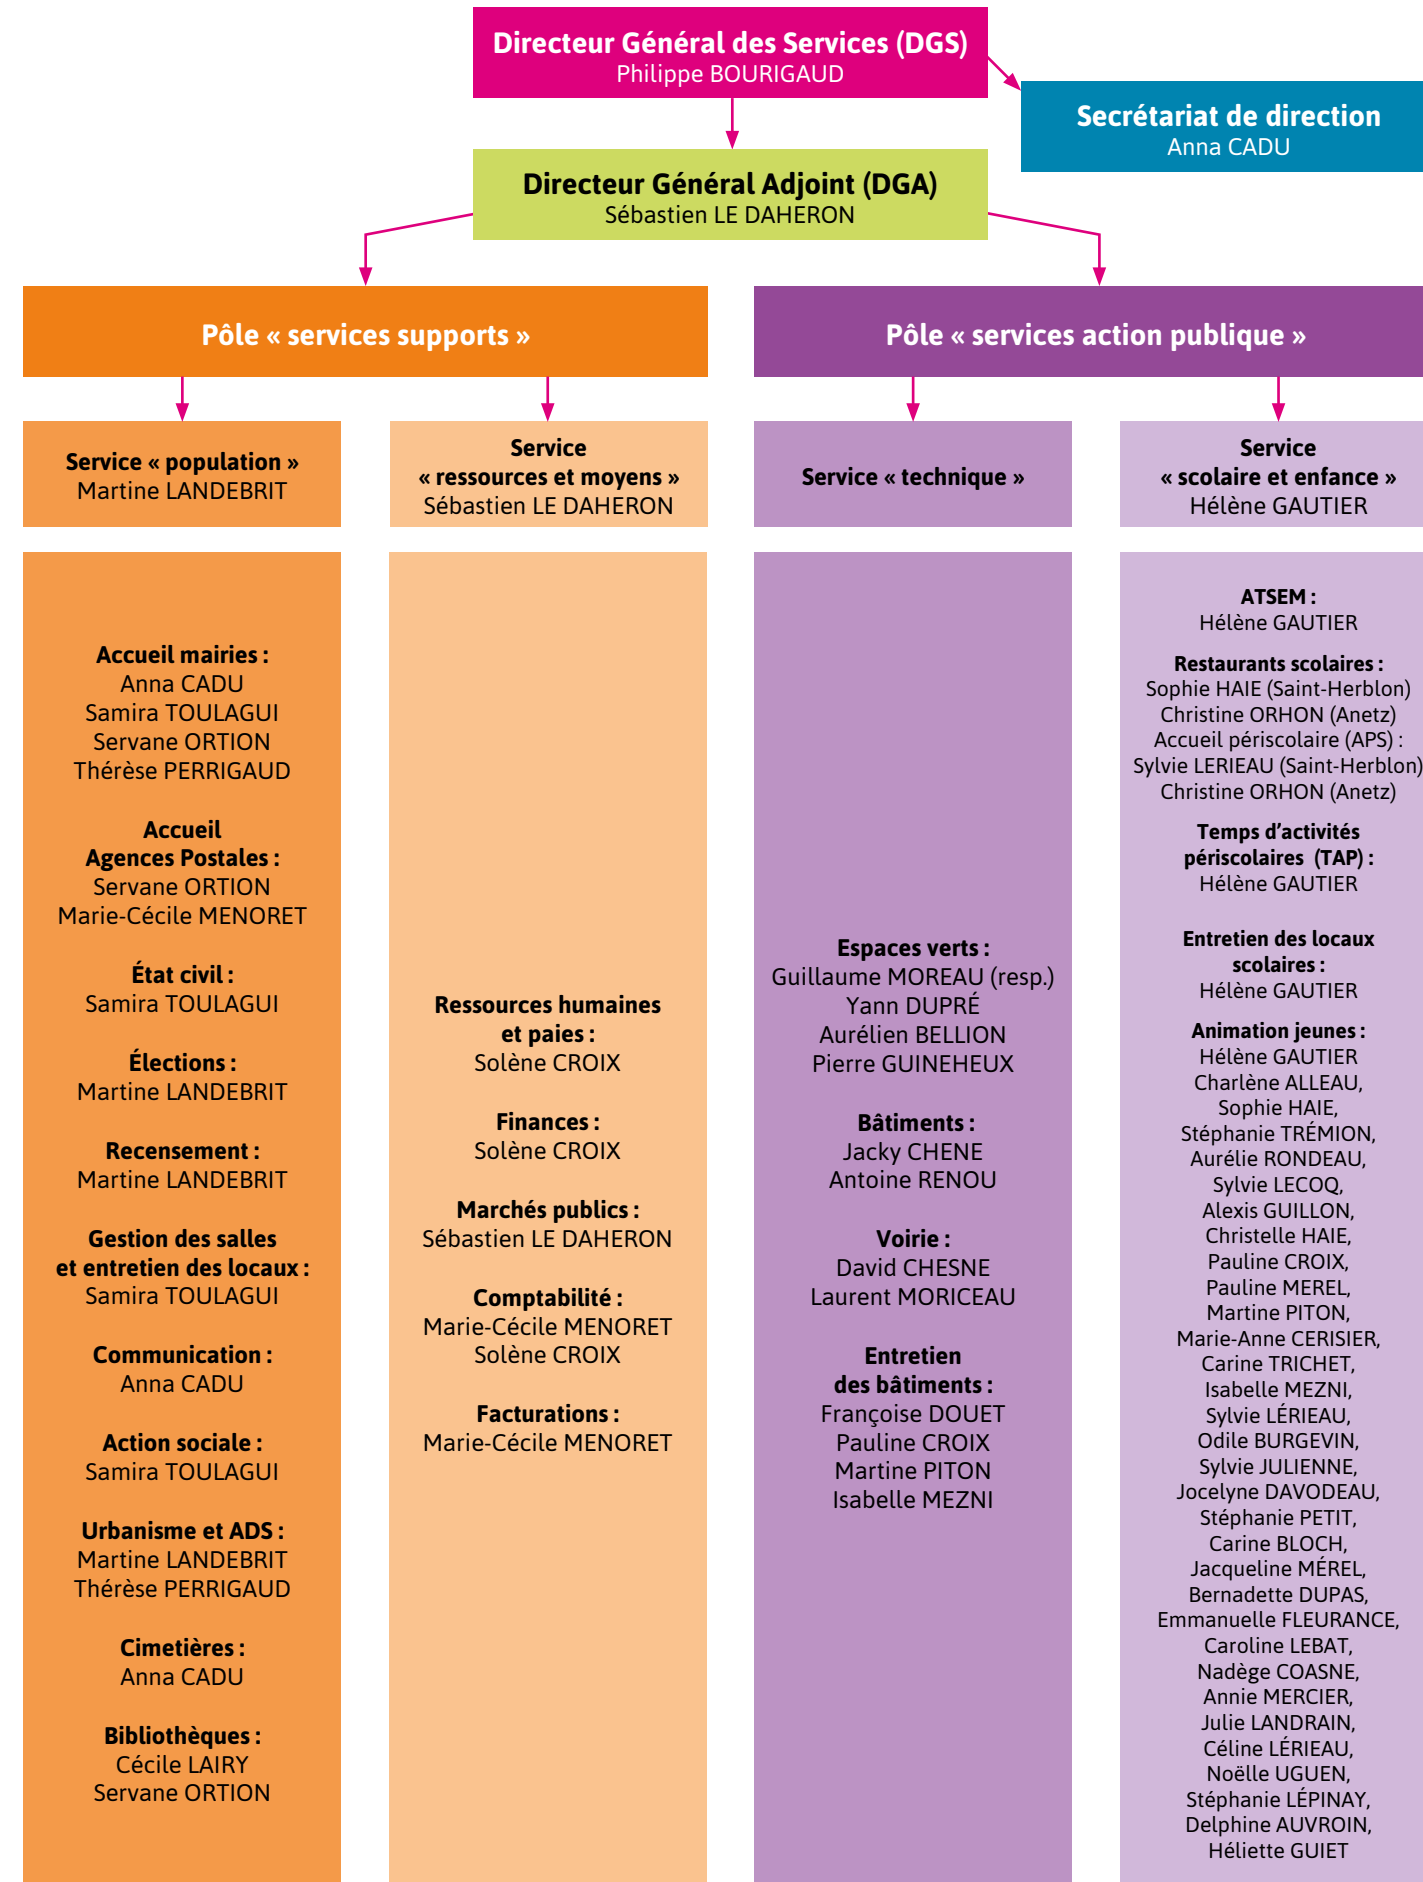 Directeur Général des Services (DGS)
Philippe BOURIGAUD
Secrétariat de direction
Anna CADU
Directeur Général Adjoint (DGA)
Sébastien LE DAHERON
Pôle « services supports »
Pôle « services action publique »
Service « population »
Martine LANDEBRIT
Service
« ressources et moyens »
Sébastien LE DAHERON
Service « technique »
Service
« scolaire et enfance »
Hélène GAUTIER
Accueil mairies :
Anna CADU
Samira TOULAGUI
Servane ORTION
Thérèse PERRIGAUD
Accueil
Agences Postales :
Servane ORTION
Marie-Cécile MENORET
État civil :
Samira TOULAGUI
Élections :
Martine LANDEBRIT
Recensement :
Martine LANDEBRIT
Gestion des salles
et entretien des locaux :
Samira TOULAGUI
Communication :
Anna CADU
Action sociale :
Samira TOULAGUI
Urbanisme et ADS :
Martine LANDEBRIT
Thérèse PERRIGAUD
Cimetières :
Anna CADU
Bibliothèques :
Cécile LAIRY
Servane ORTION
Ressources humaines
et paies :
Solène CROIX
Finances :
Solène CROIX
Marchés publics :
Sébastien LE DAHERON
Comptabilité :
Marie-Cécile MENORET
Solène CROIX
Facturations :
Marie-Cécile MENORET
Espaces verts :
Guillaume MOREAU (resp.)
Yann DUPRÉ
Aurélien BELLION
Pierre GUINEHEUX
Bâtiments :
Jacky CHENE
Antoine RENOU
Voirie :
David CHESNE
Laurent MORICEAU
Entretien
des bâtiments :
Françoise DOUET
Pauline CROIX
Martine PITON
Isabelle MEZNI
ATSEM :
Hélène GAUTIER
Restaurants scolaires :
Sophie HAIE (Saint-Herblon)
Christine ORHON (Anetz)
Accueil périscolaire (APS) :
Sylvie LERIEAU (Saint-Herblon)
Christine ORHON (Anetz)
Temps d’activités
périscolaires (TAP) :
Hélène GAUTIER
Entretien des locaux
scolaires :
Hélène GAUTIER
Animation jeunes :
Hélène GAUTIER
Charlène ALLEAU,
Sophie HAIE,
Stéphanie TRÉMION,
Aurélie RONDEAU,
Sylvie LECOQ,
Alexis GUILLON,
Christelle HAIE,
Pauline CROIX,
Pauline MEREL,
Martine PITON,
Marie-Anne CERISIER,
Carine TRICHET,
Isabelle MEZNI,
Sylvie LÉRIEAU,
Odile BURGEVIN,
Sylvie JULIENNE,
Jocelyne DAVODEAU,
Stéphanie PETIT,
Carine BLOCH,
Jacqueline MÉREL,
Bernadette DUPAS,
Emmanuelle FLEURANCE,
Caroline LEBAT,
Nadège COASNE,
Annie MERCIER,
Julie LANDRAIN,
Céline LÉRIEAU,
Noëlle UGUEN,
Stéphanie LÉPINAY,
Delphine AUVROIN,
Héliette GUIET